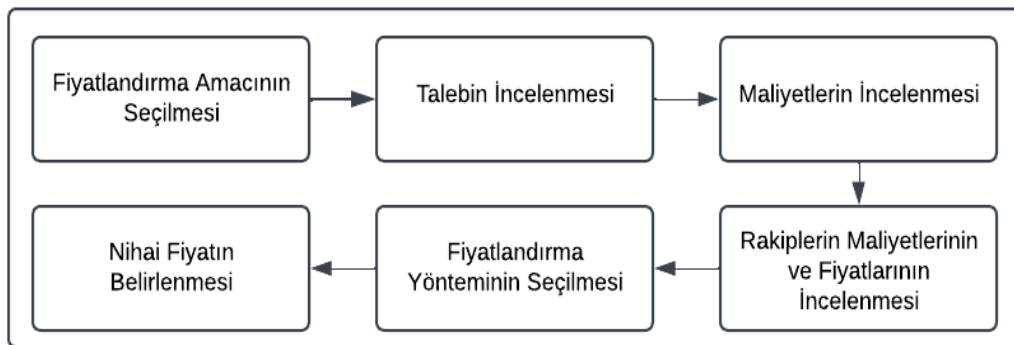 Fiyatlandırma Amacının
Seçilmesi
Talebin İncelenmesi
Maliyetlerin İncelenmesi
Rakiplerin Maliyetlerinin
ve Fiyatlarının
İncelenmesi
Fiyatlandırma
Yönteminin Seçilmesi
Nihai Fiyatın
Belirlenmesi